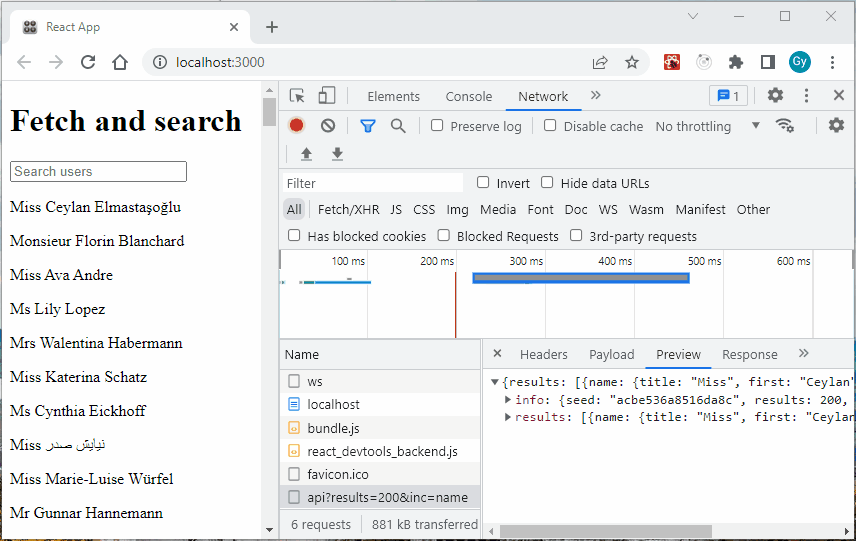 React App
localhost:3000
Gy
Fetch and search
Search users
Miss Ceylan Elmastaşoğlu
Monsieur Florin Blanchard
Miss Ava Andre
Ms Lily Lopez
Mrs Walentina Habermann
Miss Katerina Schatz
Ms Cynthia Eickhoff
Miss نیایش صدر
Miss Marie-Luise Würfel
Mr Gunnar Hannemann
Elements Console Network 1
Preserve log Disable cache No throttling
Filter Invert Hide data URLs
All Fetch/XHR JS CSS Img Media Font Doc WS Wasm Manifest Other
Has blocked cookies Blocked Requests 3rd-party requests
100 ms 200 ms 300 ms 400 ms 500 ms 600 ms
Name
ws
localhost
bundle.js
react_devtools_backend.js
favicon.ico
api?results=200&inc=name
6 requests 881 kB transferred
Headers Payload Preview Response
{results: [{name: {title: "Miss", first: "Ceylan"
info: {seed: "acbe536a8516da8c", results: 200,
results: [{name: {title: "Miss", first: "Ceylan